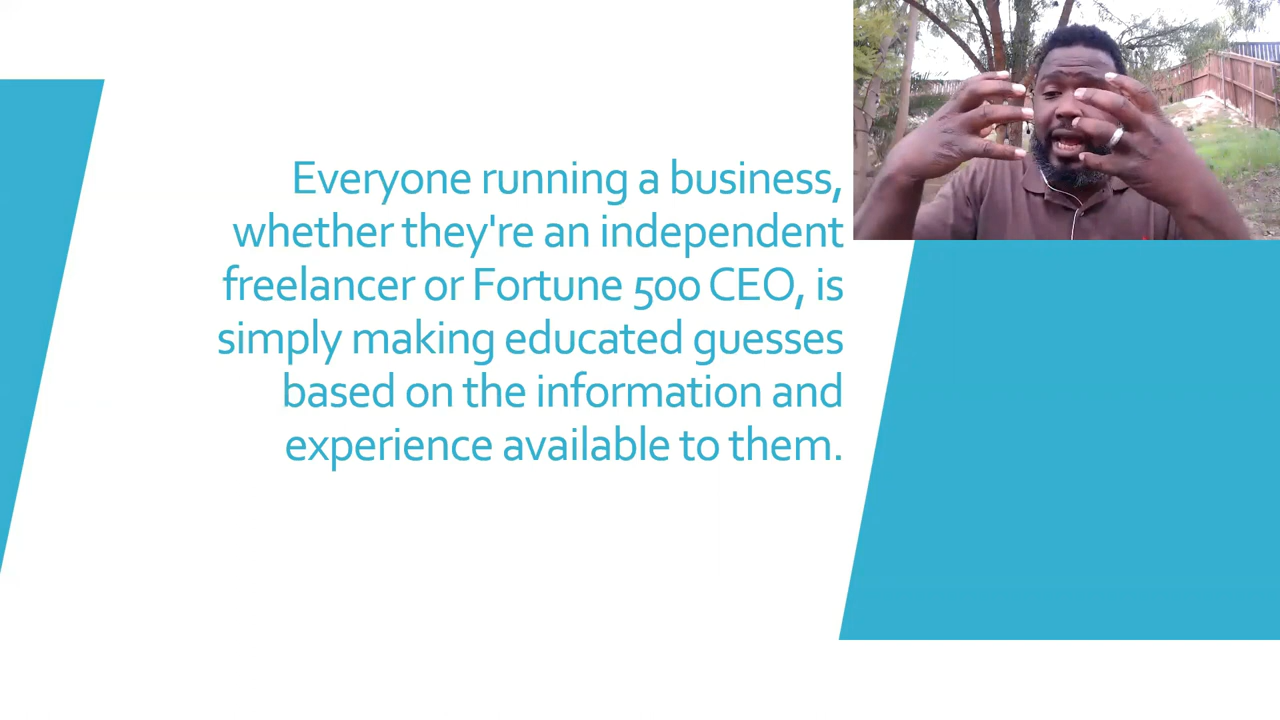 Everyone running a business,
whether they're an independent
freelancer or Fortune 500 CEO, is
simply making educated guesses
based on the information and
experience available to them.